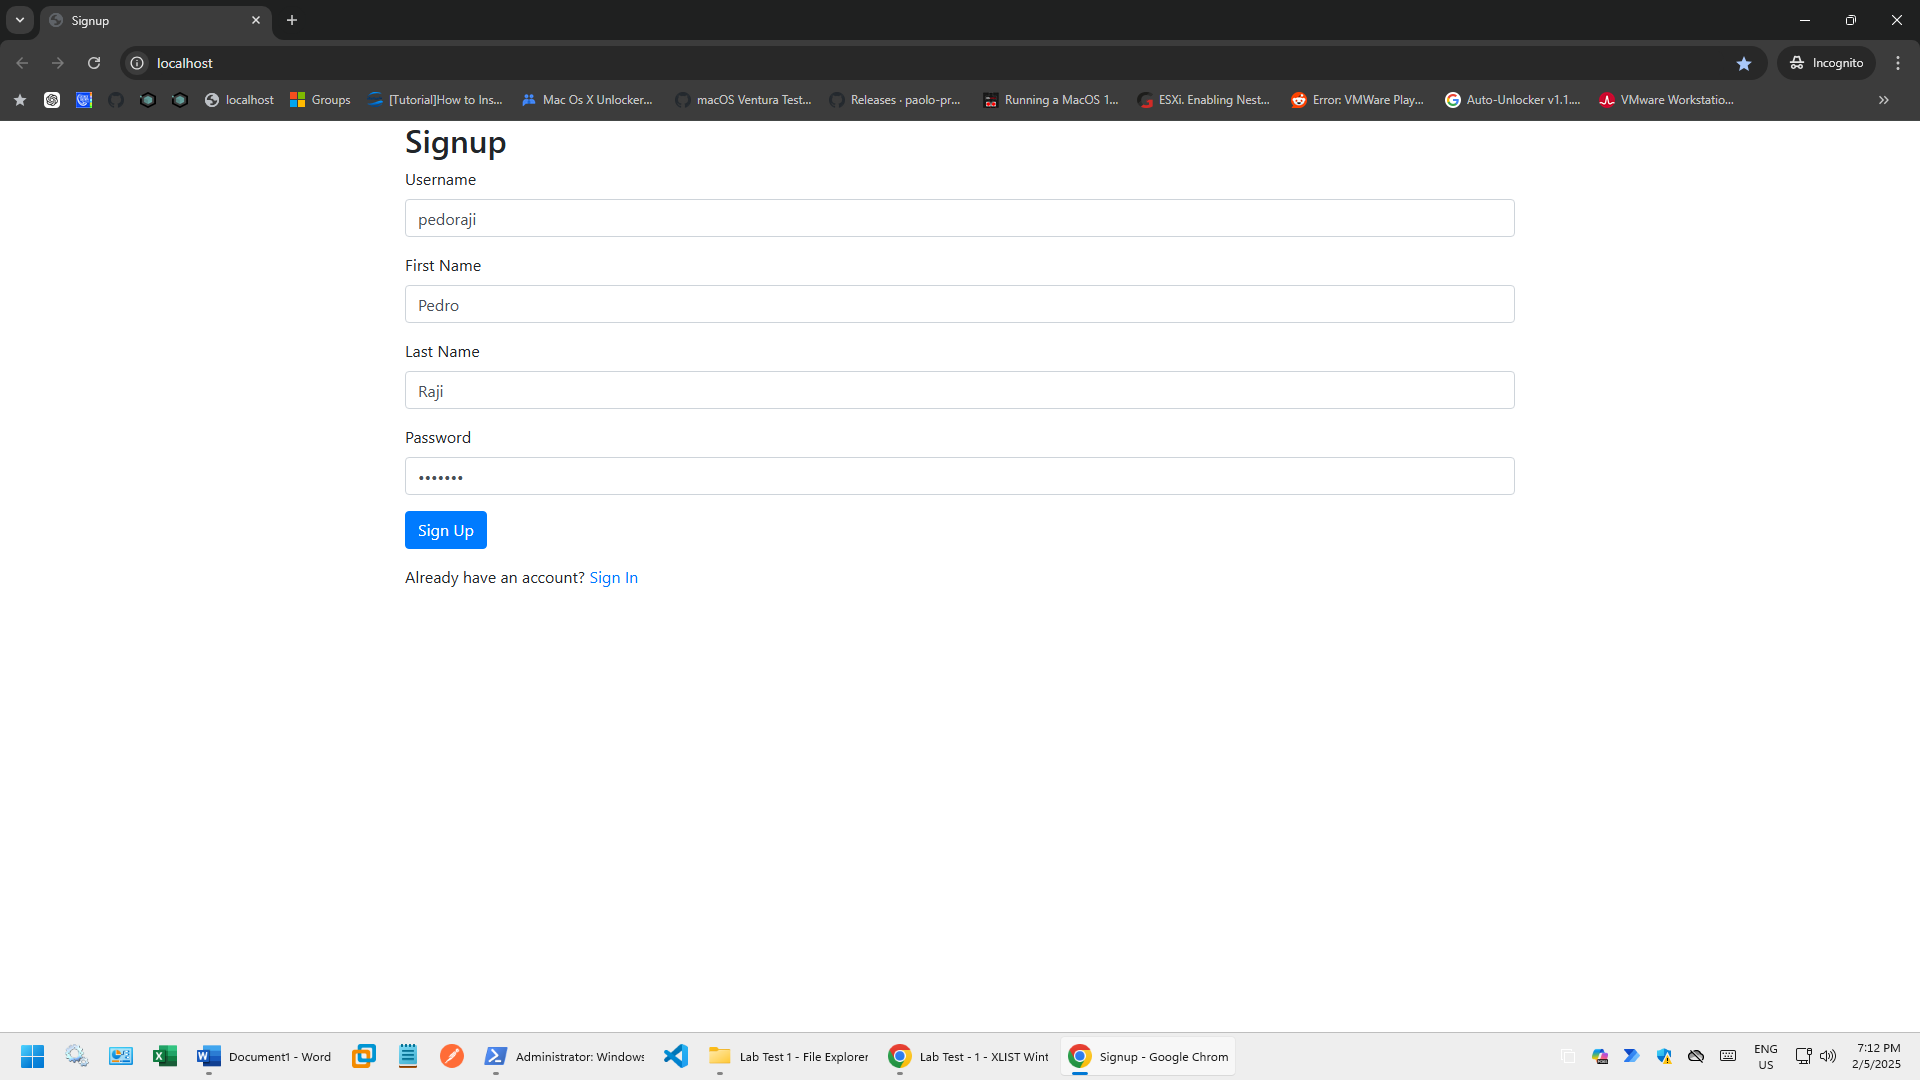 Signup
localhost
Incognito
localhost
Groups
[Tutorial]How to Ins...
Mac Os X Unlocker...
macOS Ventura Test...
Releases · paolo-pr...
Running a MacOS 1...
ESXi. Enabling Nest...
Error: VMWare Play...
Auto-Unlocker v1.1....
VMware Workstatio...
Signup
Username
pedoraji
First Name
Pedro
Last Name
Raji
Password
•••••••
Sign Up
Already have an account? Sign In
Document1 - Word
Administrator: Windows
Lab Test 1 - File Explorer
Lab Test - 1 - XLIST Wint
Signup - Google Chrom
ENG
US
7:12 PM
2/5/2025